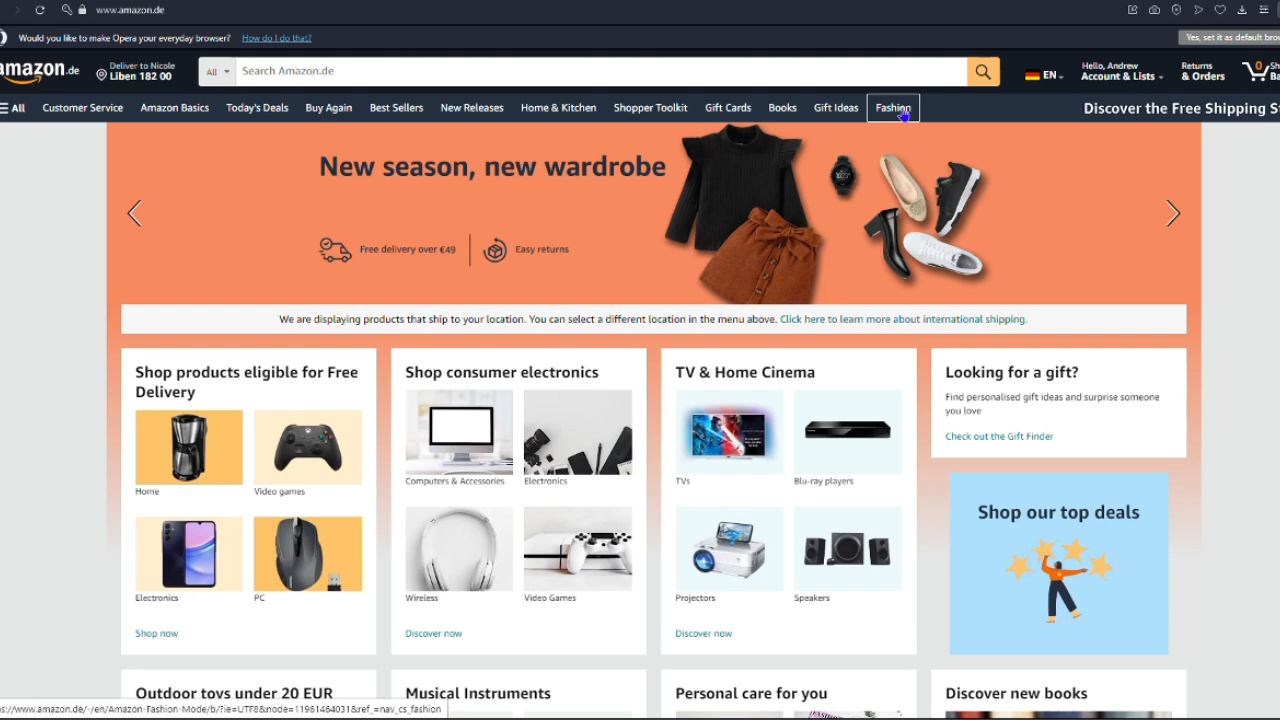 www.amazon.de
Would you like to make Opera your everyday browser? How do I do that?
Yes, set it as default brow
amazon.de
Deliver to Nicole
Liben 182 00
All
Search Amazon.de
EN
Hello, Andrew
Account & Lists
Returns
& Orders
0
All Customer Service Amazon Basics Today's Deals Buy Again Best Sellers New Releases Home & Kitchen Shopper Toolkit Gift Cards Books Gift Ideas Fashion
Discover the Free Shipping S
New season, new wardrobe
Free delivery over €49
Easy returns
We are displaying products that ship to your location. You can select a different location in the menu above. Click here to learn more about international shipping.
Shop products eligible for Free
Delivery
Home
Video games
Electronics
PC
Shop now
Shop consumer electronics
Computers & Accessories
Electronics
Wireless
Video Games
Discover now
TV & Home Cinema
TVs
Blu-ray players
Projectors
Speakers
Discover now
Looking for a gift?
Find personalised gift ideas and surprise someone
you love
Check out the Gift Finder
Shop our top deals
Outdoor toys under 20 EUR
Musical Instruments
Personal care for you
Discover new books
ps://www.amazon.de/-/en/Amazon-Fashion-Mode/b/?ie=UTF8&node=11961464031&ref_=nav_cs_fashion